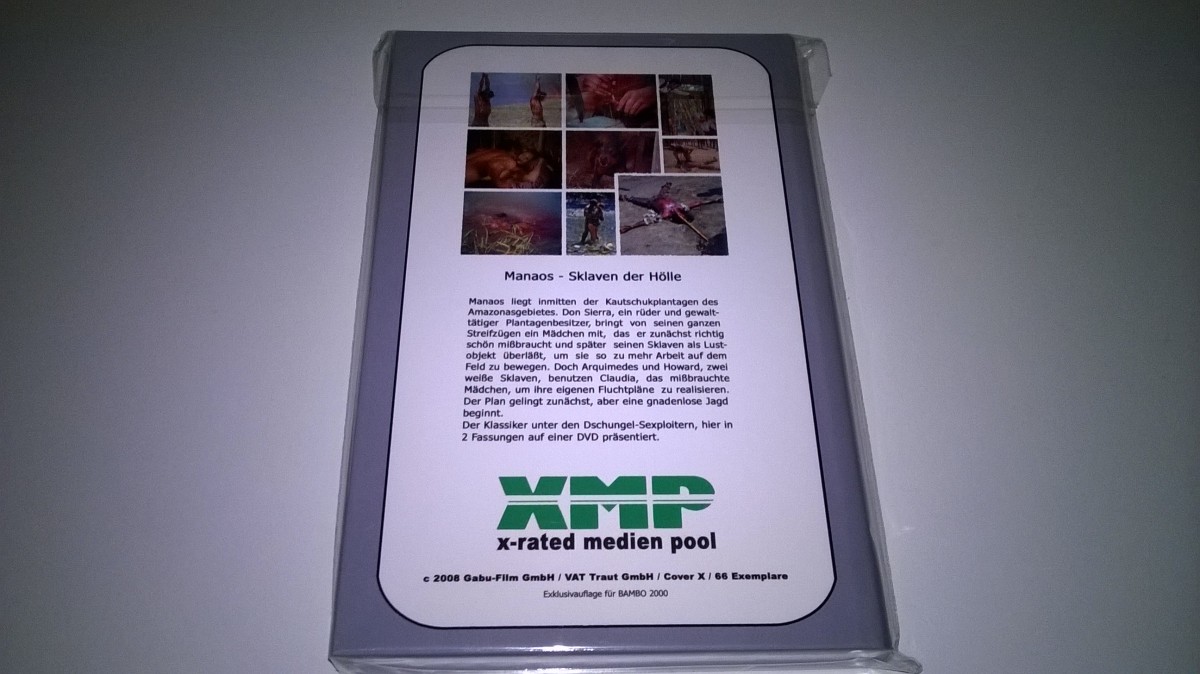 Manaos - Sklaven der Hölle
Manaos liegt inmitten der Kautschukplantagen des
Amazonasgebietes. Don Sierra, ein rüder und gewalt-
tätiger Plantagenbesitzer, bringt von seinen ganzen
Streifzügen ein Mädchen mit, das er zunächst richtig
schön mißbraucht und später seinen Sklaven als Lust-
objekt überläßt, um sie so zu mehr Arbeit auf dem
Feld zu bewegen. Doch Arquimedes und Howard, zwei
weiße Sklaven, benutzen Claudia, das mißbrauchte
Mädchen, um ihre eigenen Fluchtpläne zu realisieren.
Der Plan gelingt zunächst, aber eine gnadenlose Jagd
beginnt.
Der Klassiker unter den Dschungel-Sexploitern, hier in
2 Fassungen auf einer DVD präsentiert.
XMP
x-rated medien pool
c 2008 Gabu-Film GmbH / VAT Traut GmbH / Cover X / 66 Exemplare
Exklusivauflage für BAMBO 2000